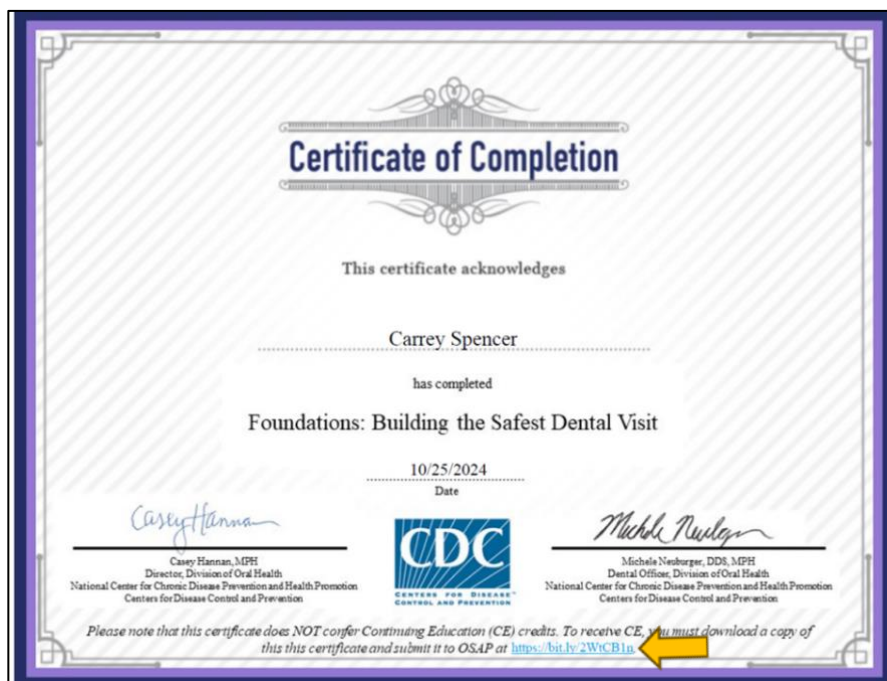 Certificate of Completion
This certificate acknowledges
Carrey Spencer
has completed
Foundations: Building the Safest Dental Visit
10/25/2024
Date
Casey Hannan
Casey Hannan, MPH
Director, Division of Oral Health
National Center for Chronic Disease Prevention and Health Promotion
Centers for Disease Control and Prevention
CDC
CENTERS FOR DISEASE™
CONTROL AND PREVENTION
Michele Neuburger, DDS, MPH
Dental Officer, Division of Oral Health
National Center for Chronic Disease Prevention and Health Promotion
Centers for Disease Control and Prevention
Please note that this certificate does NOT confer Continuing Education (CE) credits. To receive CE, you must download a copy of
this this certificate and submit it to OSAP at https://bit.ly/2WtCB1n.